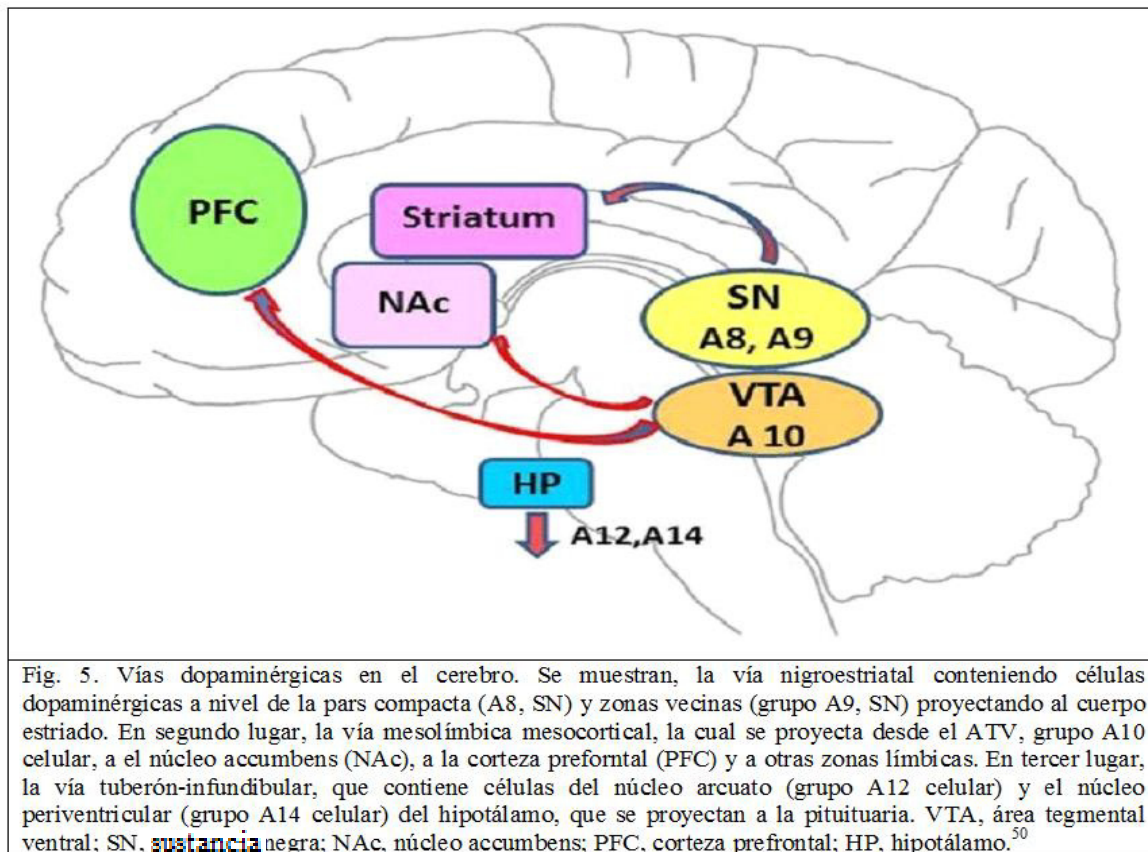 PFC
Striatum
NAc
SN
A8, A9
VTA
A 10
HP
A12,A14
Fig. 5. Vías dopaminérgicas en el cerebro. Se muestran, la vía nigroestriatal conteniendo células
dopaminérgicas a nivel de la pars compacta (A8, SN) y zonas vecinas (grupo A9, SN) proyectando al cuerpo
estriado. En segundo lugar, la vía mesolímbica mesocortical, la cual se proyecta desde el ATV, grupo A10
celular, a el núcleo accumbens (NAc), a la corteza preforntal (PFC) y a otras zonas límbicas. En tercer lugar,
la vía tuberón-infundibular, que contiene células del núcleo arcuato (grupo A12 celular) y el núcleo
periventricular (grupo A14 celular) del hipotálamo, que se proyectan a la pituituaria. VTA, área tegmental
ventral; SN, sustancia negra; NAc, núcleo accumbens; PFC, corteza prefrontal; HP, hipotálamo.50